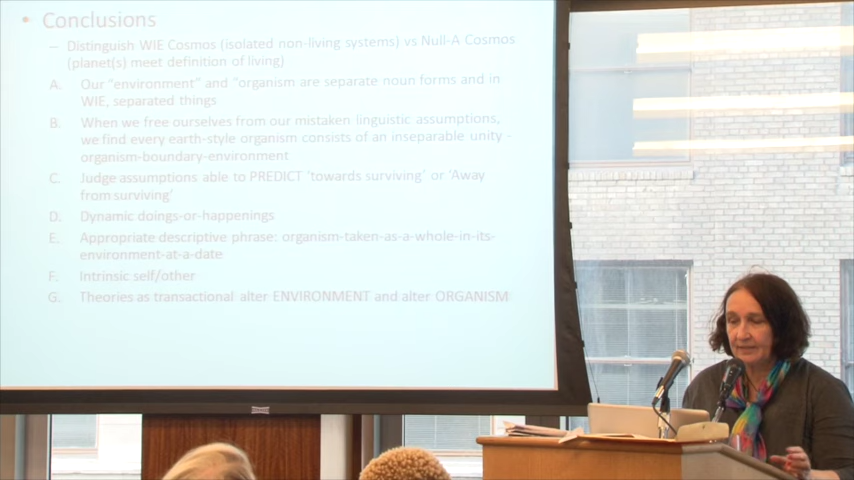 • Conclusions
– Distinguish WIE Cosmos (isolated non-living systems) vs Null-A Cosmos
(planet(s) meet definition of living)
A. Our “environment” and “organism are separate noun forms and in
WIE, separated things
B. When we free ourselves from our mistaken linguistic assumptions,
we find every earth-style organism consists of an inseparable unity -
organism-boundary-environment
C. Judge assumptions able to PREDICT ‘towards surviving’ or ‘Away
from surviving’
D. Dynamic doings-or-happenings
E. Appropriate descriptive phrase: organism-taken-as-a-whole-in-its-
environment-at-a-date
F. Intrinsic self/other
G. Theories as transactional alter ENVIRONMENT and alter ORGANISM